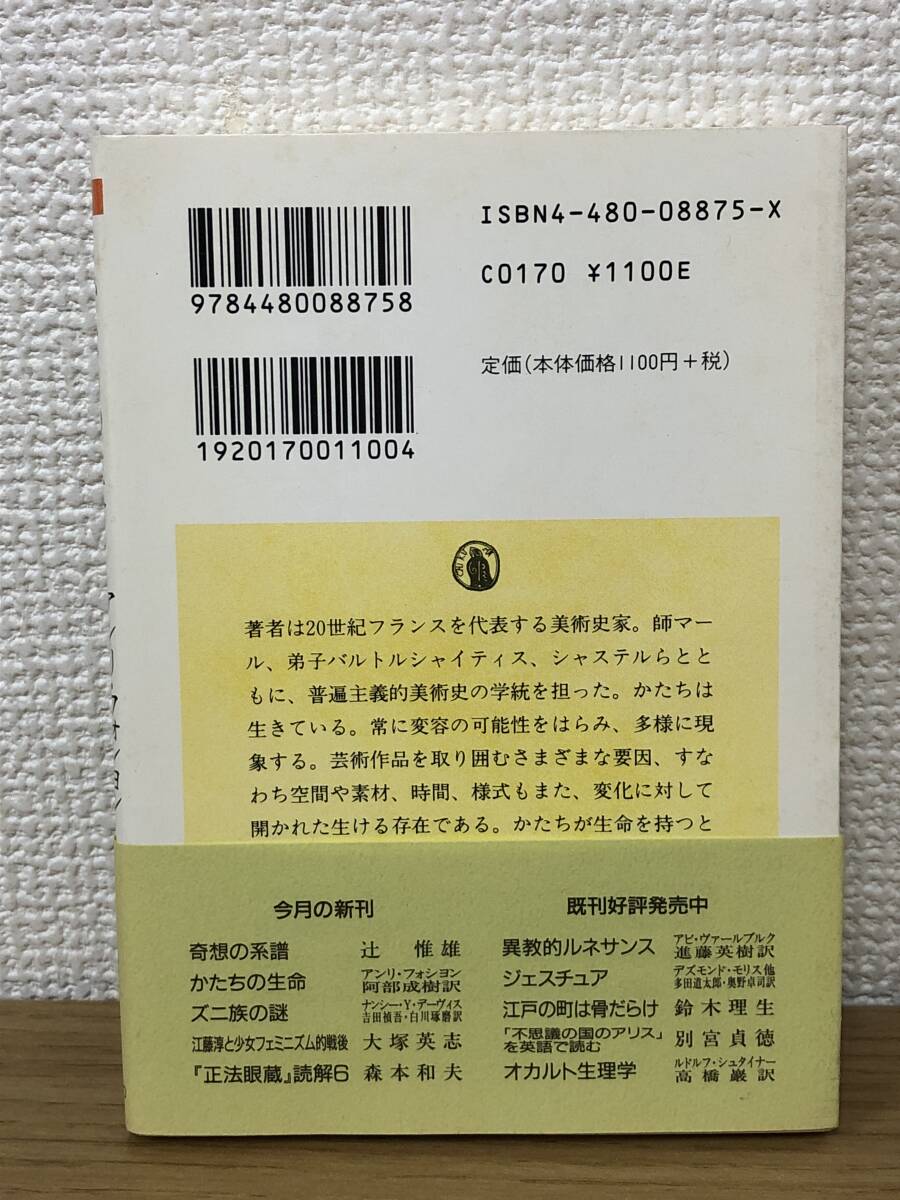 9784480088758
ISBN4-480-08875-X
C0170 ¥1100E
定価(本体価格1100円+税)
1920170011004
著者は20世紀フランスを代表する美術史家。師マー
ル、弟子バルトルシャイティス、シャステルらとと
もに、普遍主義的美術史の学統を担った。かたちは
生きている。常に変容の可能性をはらみ、多様に現
象する。芸術作品を取り囲むさまざまな要因、すな
わち空間や素材、時間、様式もまた、変化に対して
開かれた生ける存在である。かたちが生命を持つと
今月の新刊
奇想の系譜 辻惟雄
かたちの生命 アンリ・フォシヨン 阿部成樹訳
ズニ族の謎 ナンシー・Y・デーヴィス 吉田禎吾・白川琢磨訳
江藤淳と少女フェミニズム的戦後 大塚英志
『正法眼蔵』読解6 森本和夫
既刊好評発売中
異教的ルネサンス アビ・ヴァールブルク 進藤英樹訳
ジェスチュア デズモンド・モリス他 多田道太郎・奥野卓司訳
江戸の町は骨だらけ 鈴木理生
「不思議の国のアリス」を英語で読む 別宮貞徳
オカルト生理学 ルドルフ・シュタイナー 高橋巖訳